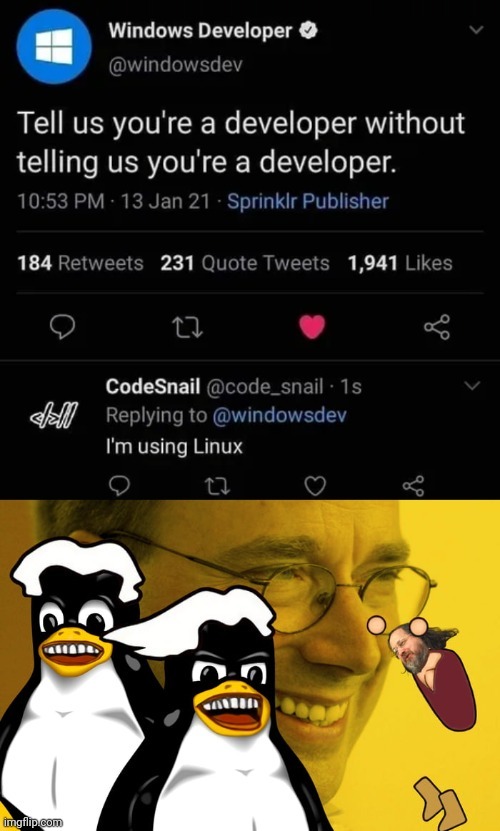 Windows Developer
@windowsdev
Tell us you're a developer without
telling us you're a developer.
10:53 PM · 13 Jan 21 · Sprinklr Publisher
184 Retweets 231 Quote Tweets 1,941 Likes
CodeSnail @code_snail · 1s
Replying to @windowsdev
I'm using Linux
imgflip.com